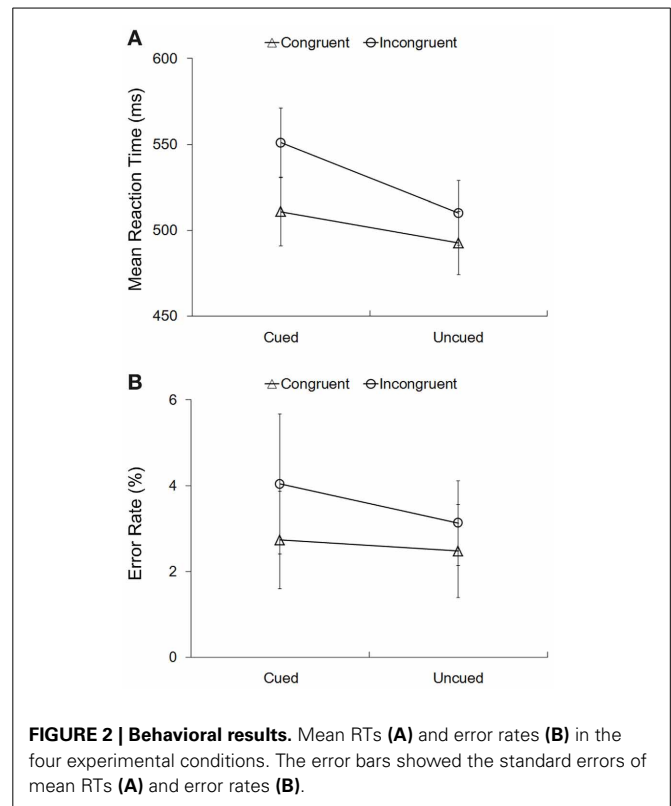 A
△Congruent ○Incongruent
600
550
500
450
Mean Reaction Time (ms)
Cued Uncued
B
△Congruent ○Incongruent
6
4
2
0
Error Rate (%)
Cued Uncued
FIGURE 2 | Behavioral results. Mean RTs (A) and error rates (B) in the
four experimental conditions. The error bars showed the standard errors of
mean RTs (A) and error rates (B).